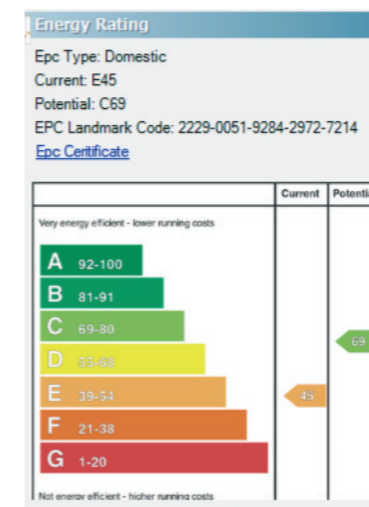 Energy Rating
Epc Type: Domestic
Current: E45
Potential: C69
EPC Landmark Code: 2229-0051-9284-2972-7214
Epc Certificate
Current Potentia
Very energy efficient - lower running costs
A 92-100
B 81-91
C 69-80
69
D 55-68
E 39-54 45
F 21-38
G 1-20
Not energy efficient - higher running costs